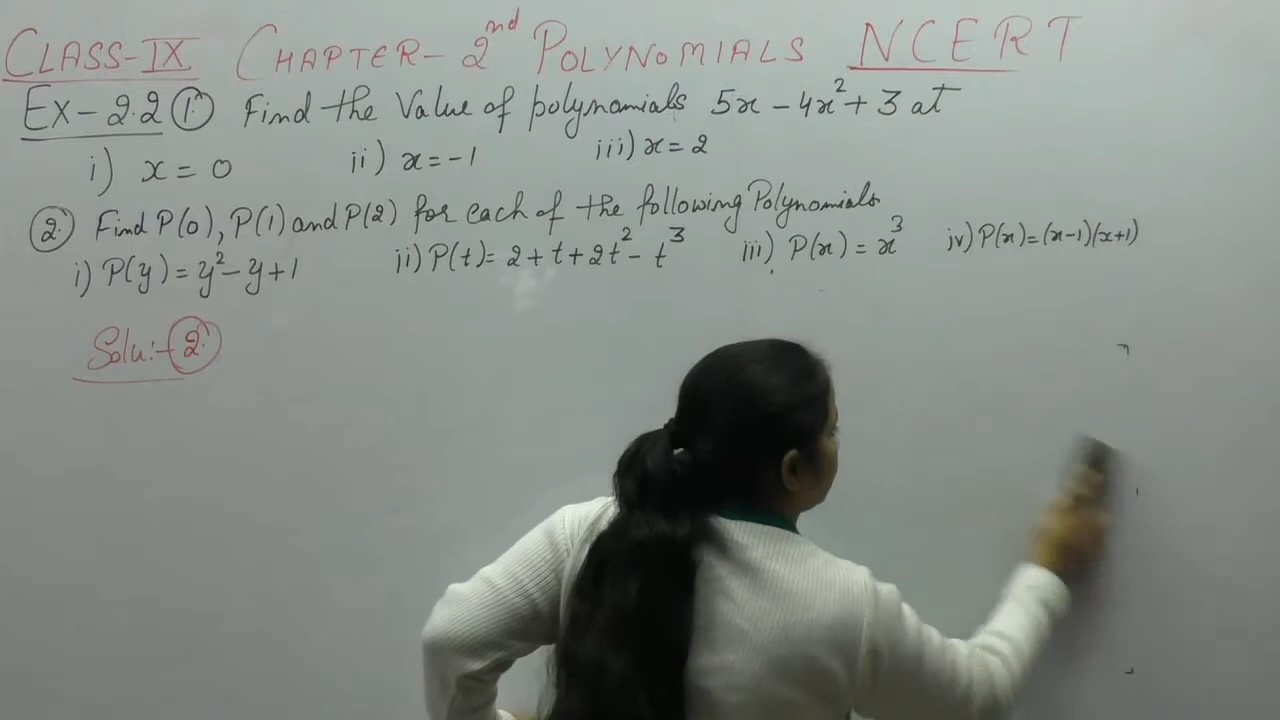 CLASS-IX CHAPTER-2nd POLYNOMIALS NCERT
Ex-2.2 ① Find the Value of polynomials 5x - 4x² + 3 at
i) x = 0 ii) x = -1 iii) x = 2
② Find P(0), P(1) and P(2) for each of the following Polynomials
i) P(y) = y² - y + 1 ii) P(t) = 2 + t + 2t² - t³ iii) P(x) = x³ iv) P(x) = (x-1)(x+1)
Solu:- ②